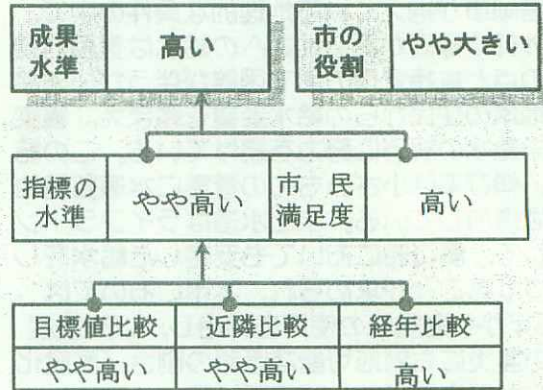 成果
水準
高い
市の
役割
やや大きい
指標の
水準
やや高い
市民
満足度
高い
目標値比較
近隣比較
経年比較
やや高い
やや高い
高い